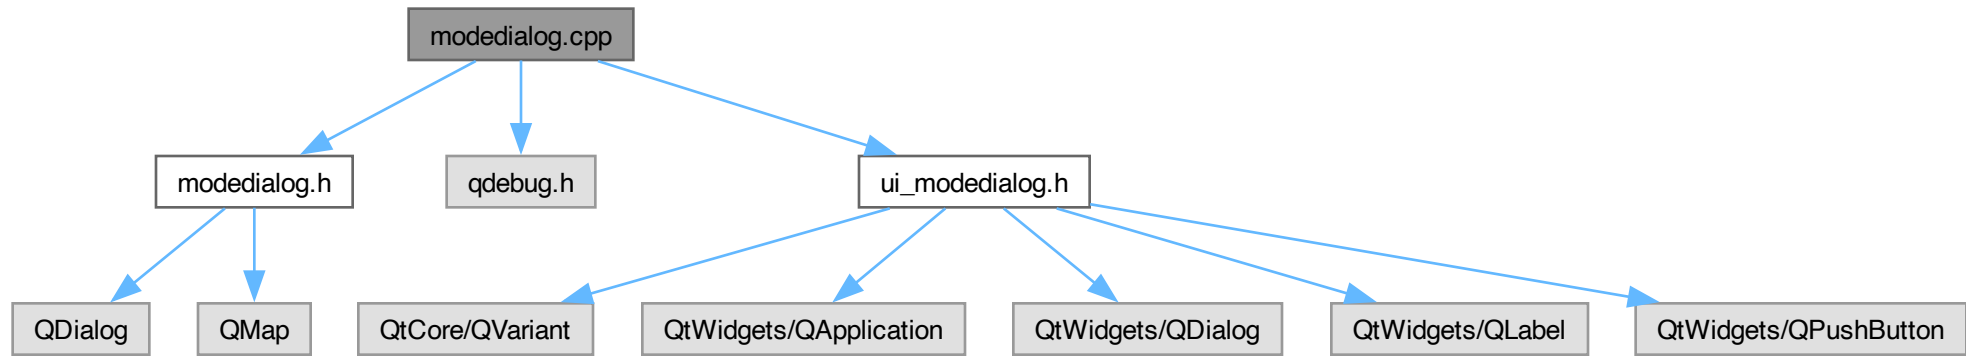 modedialog.cpp
modedialog.h
qdebug.h
ui_modedialog.h
QDialog
QMap
QtCore/QVariant
QtWidgets/QApplication
QtWidgets/QDialog
QtWidgets/QLabel
QtWidgets/QPushButton